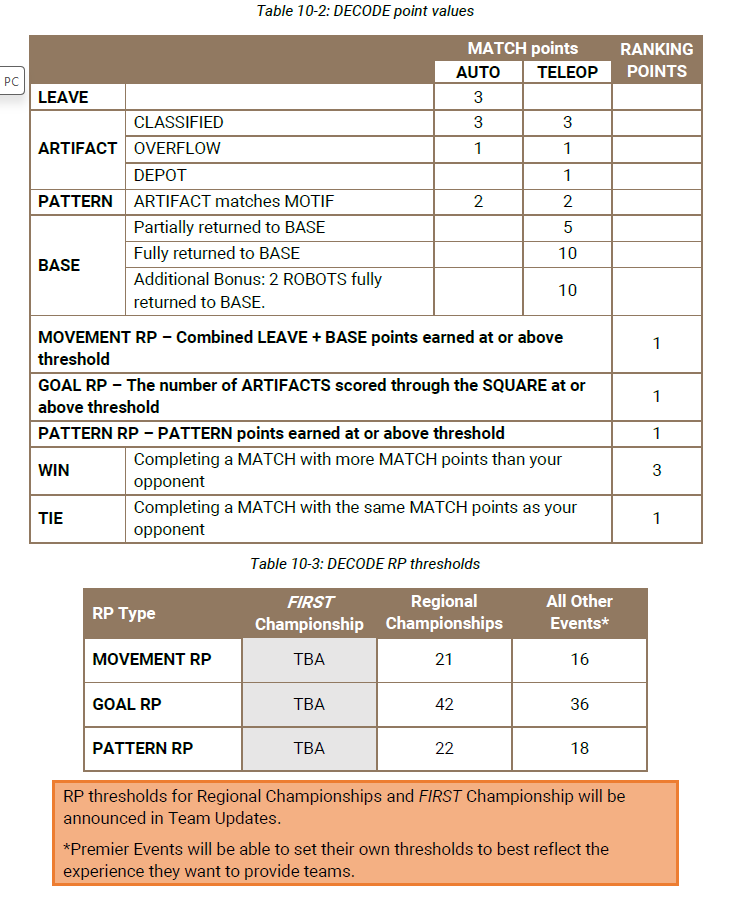 Table 10-2: DECODE point values
MATCH points
RANKING
POINTS
AUTO
TELEOP
PC
LEAVE
3
ARTIFACT
CLASSIFIED
3
3
OVERFLOW
1
1
DEPOT
1
PATTERN
ARTIFACT matches MOTIF
2
2
BASE
Partially returned to BASE
5
Fully returned to BASE
10
Additional Bonus: 2 ROBOTS fully
returned to BASE.
10
MOVEMENT RP – Combined LEAVE + BASE points earned at or above
threshold
1
GOAL RP – The number of ARTIFACTS scored through the SQUARE at or
above threshold
1
PATTERN RP – PATTERN points earned at or above threshold
1
WIN
Completing a MATCH with more MATCH points than your
opponent
3
TIE
Completing a MATCH with the same MATCH points as your
opponent
1
Table 10-3: DECODE RP thresholds
RP Type
FIRST
Championship
Regional
Championships
All Other
Events*
MOVEMENT RP
TBA
21
16
GOAL RP
TBA
42
36
PATTERN RP
TBA
22
18
RP thresholds for Regional Championships and FIRST Championship will be
announced in Team Updates.
*Premier Events will be able to set their own thresholds to best reflect the
experience they want to provide teams.